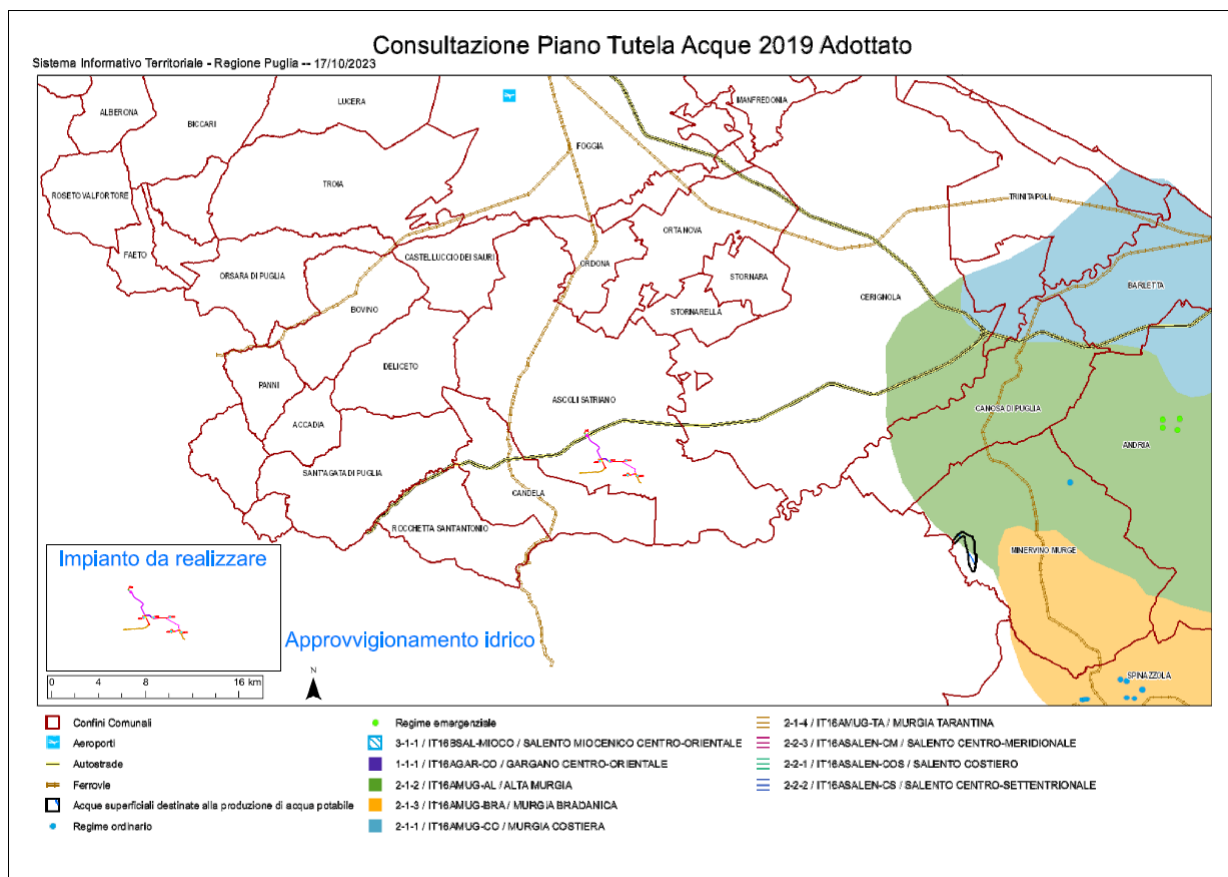 Consultazione Piano Tutela Acque 2019 Adottato
Sistema Informativo Territoriale - Regione Puglia -- 17/10/2023
ALBERONA
BICCARI
LUCERA
MANFREDONIA
FOGGIA
ROSETO VALFORTORE
TROIA
TRINITAPOLI
FAETO
ORSARA DI PUGLIA
CASTELLUCCIO DEI SAURI
ORDONA
ORTA NOVA
STORNARA
BARLETTA
BOVINO
CERIGNOLA
STORNARELLA
DELICETO
PANNI
ASCOLI SATRIANO
CANOSA DI PUGLIA
ACCADIA
ANDRIA
SANT'AGATA DI PUGLIA
CANDELA
ROCCHETTA SANT'ANTONIO
MINERVINO MURGE
Impianto da realizzare
Approvvigionamento idrico
SPINAZZOLA
0 4 8 16 km
N
Confini Comunali
Aeroporti
Autostrade
Ferrovie
Acque superficiali destinate alla produzione di acqua potabile
Regime ordinario
Regime emergenziale
3-1-1 / IT16BSAL-MIOCO / SALENTO MIOCENICO CENTRO-ORIENTALE
1-1-1 / IT16AGAR-CO / GARGANO CENTRO-ORIENTALE
2-1-2 / IT16AMUG-AL / ALTA MURGIA
2-1-3 / IT16AMUG-BRA / MURGIA BRADANICA
2-1-1 / IT16AMUG-CO / MURGIA COSTIERA
2-1-4 / IT16AMUG-TA / MURGIA TARANTINA
2-2-3 / IT16ASALEN-CM / SALENTO CENTRO-MERIDIONALE
2-2-1 / IT16ASALEN-COS / SALENTO COSTIERO
2-2-2 / IT16ASALEN-CS / SALENTO CENTRO-SETTENTRIONALE